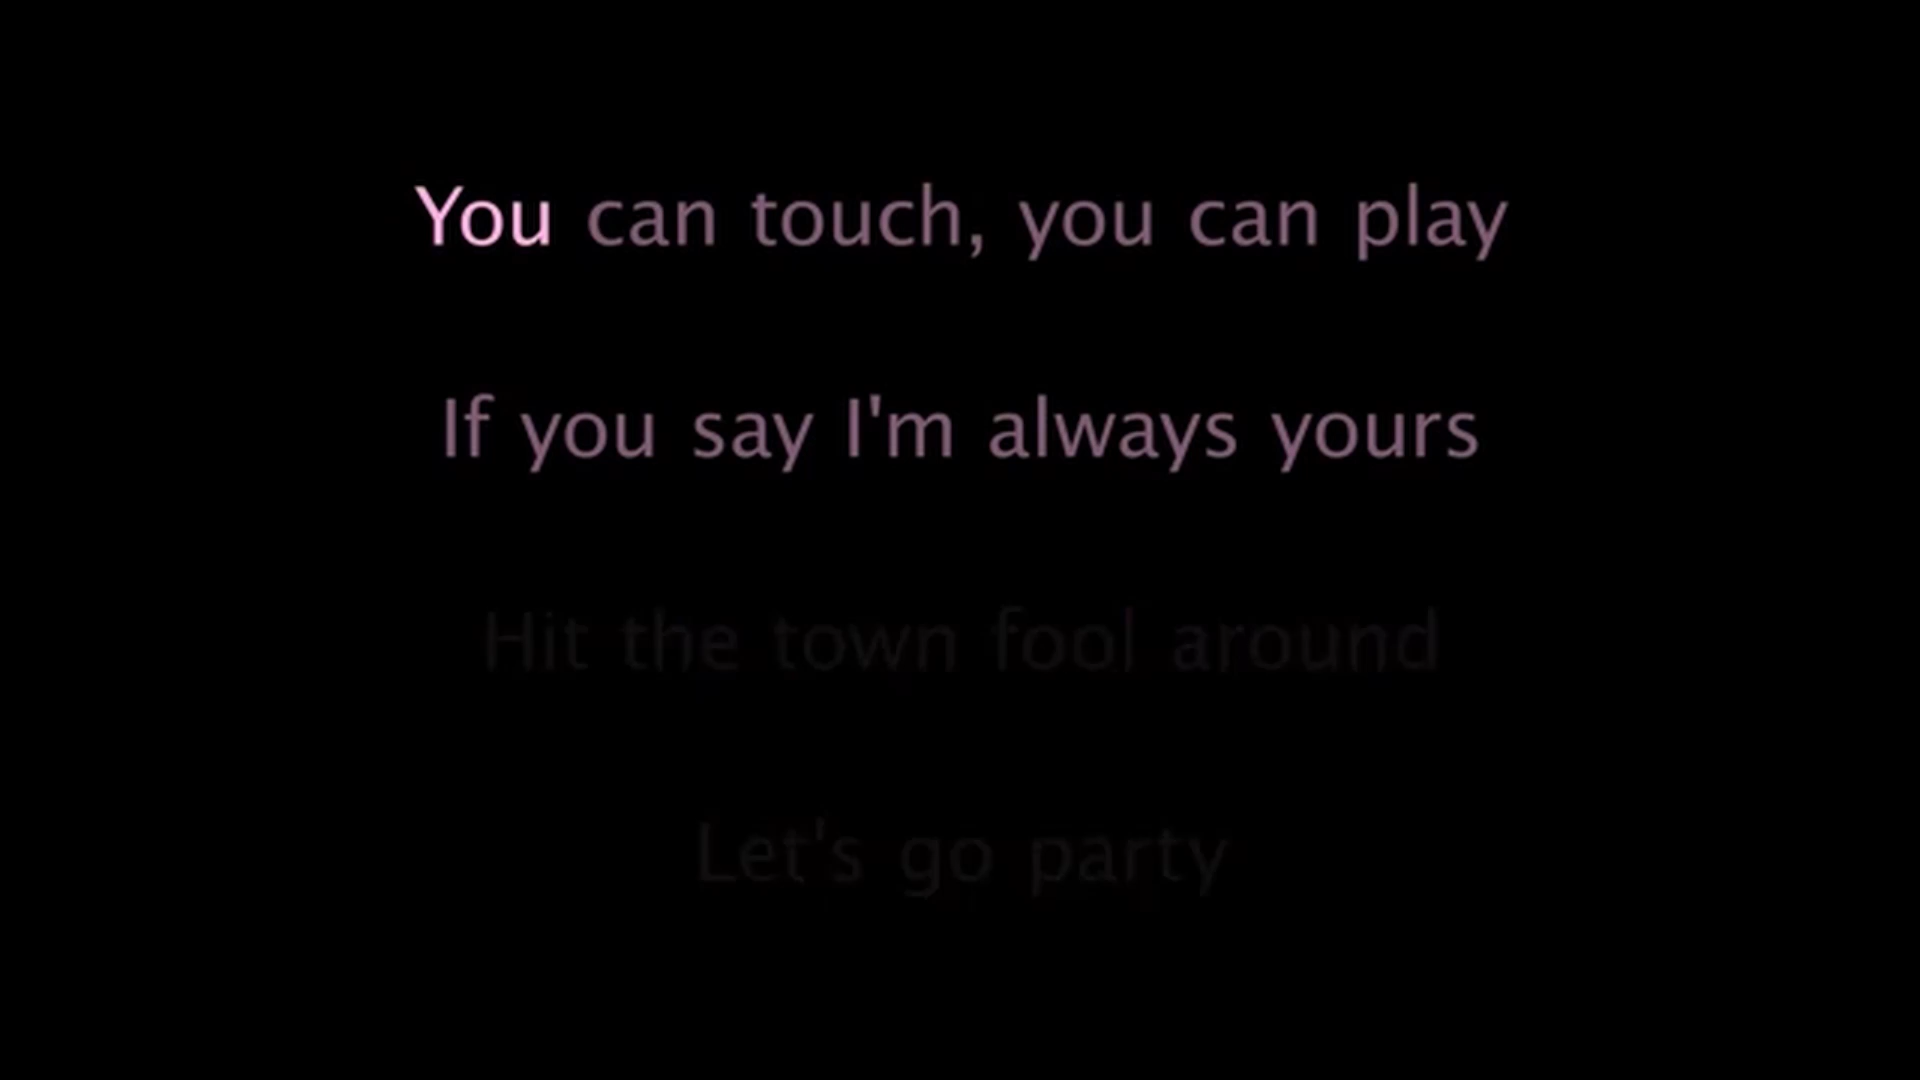 You can touch, you can play
If you say I'm always yours
Hit the town fool around
Let's go party